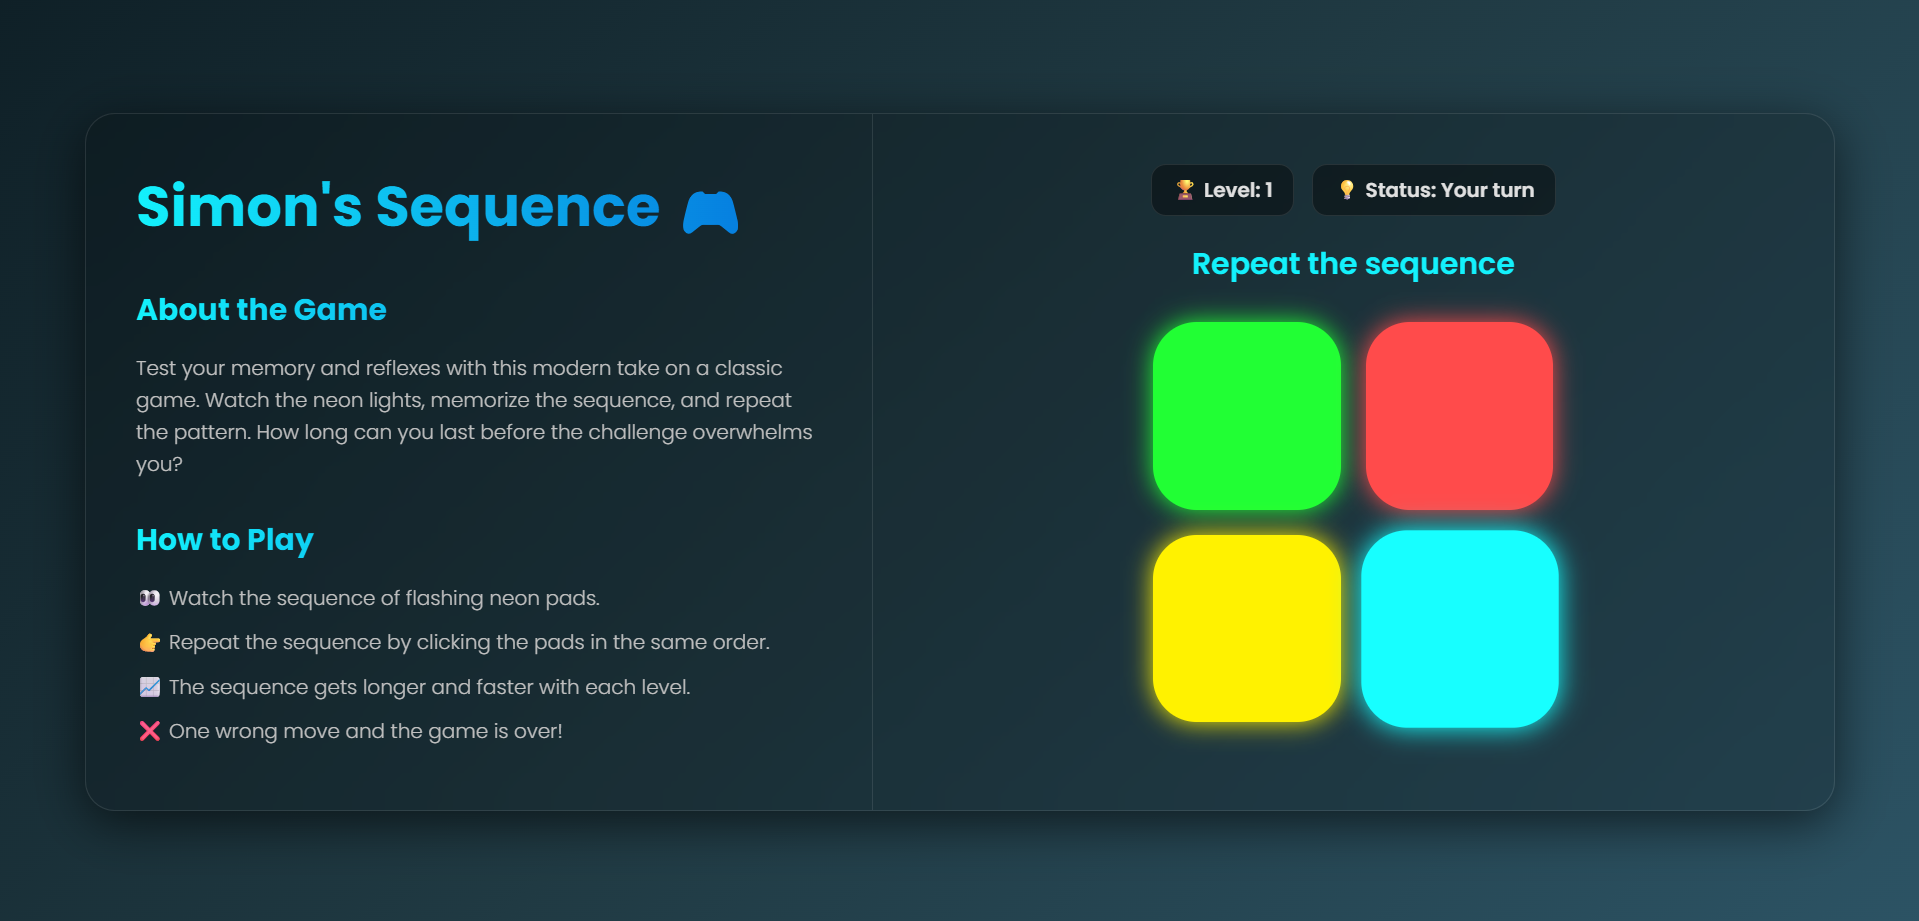 Simon's Sequence
About the Game
Test your memory and reflexes with this modern take on a classic
game. Watch the neon lights, memorize the sequence, and repeat
the pattern. How long can you last before the challenge overwhelms
you?
How to Play
Watch the sequence of flashing neon pads.
Repeat the sequence by clicking the pads in the same order.
The sequence gets longer and faster with each level.
One wrong move and the game is over!
Level: 1
Status: Your turn
Repeat the sequence